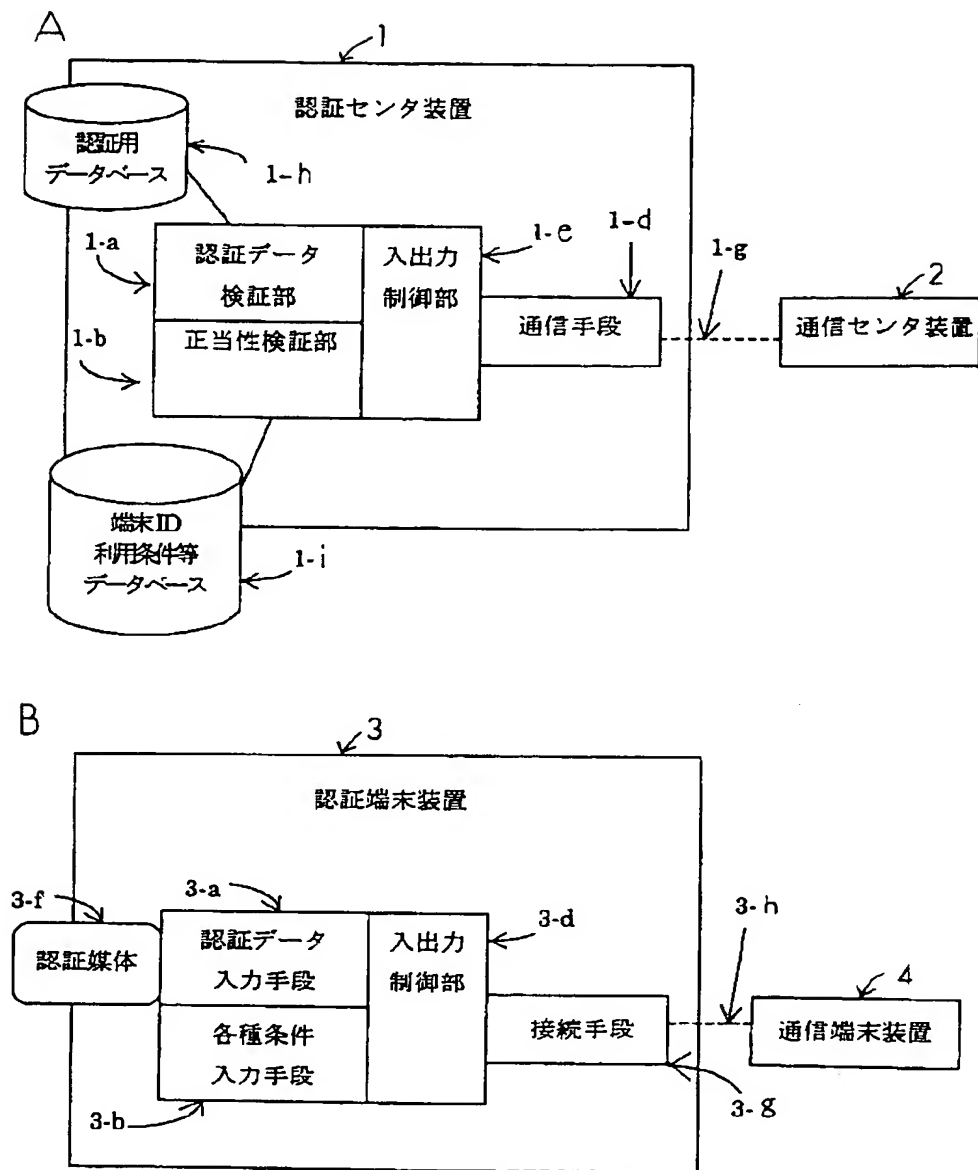 A
1
認証センタ装置
認証用
データベース
1-h
1-a
認証データ
検証部
入出力
制御部
1-e
1-d
1-g
2
通信手段
通信センタ装置
1-b
正当性検証部
端末ID
利用条件等
データベース
1-i
B
3
認証端末装置
3-f
認証媒体
3-a
認証データ
入力手段
入出力
制御部
3-d
3-h
4
各種条件
入力手段
接続手段
通信端末装置
3-b
3-g